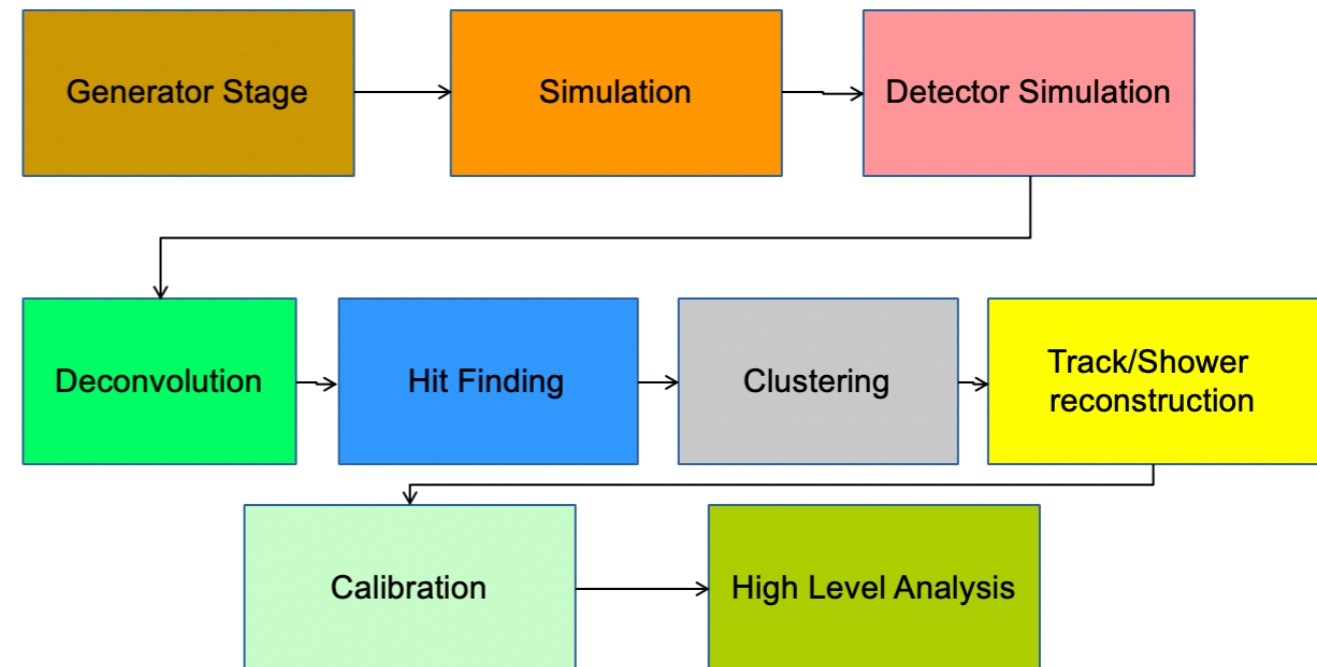 Generator Stage
Simulation
Detector Simulation
Deconvolution
Hit Finding
Clustering
Track/Shower
reconstruction
Calibration
High Level Analysis